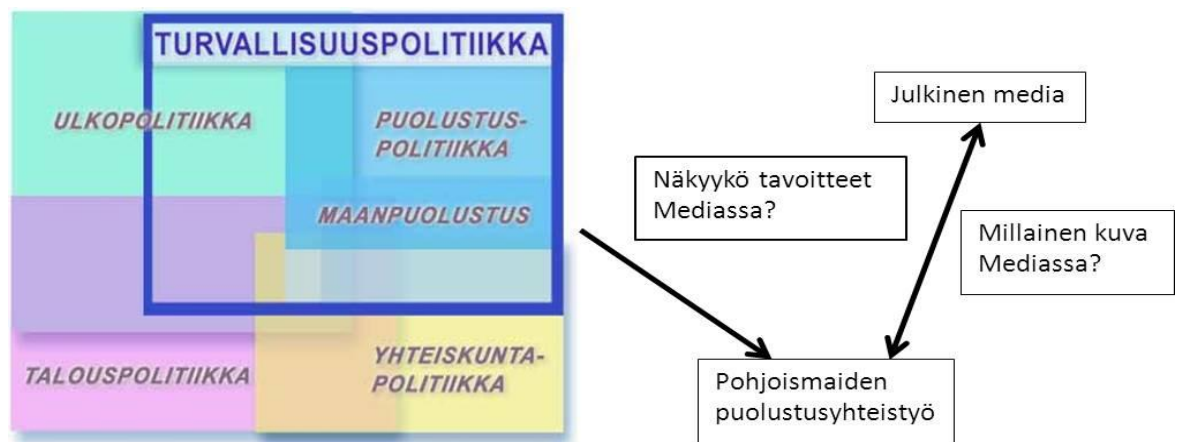 TURVALLISUUSPOLITIIKKA
ULKOPOLITIIKKA
PUOLUSTUS-
POLITIIKKA
MAANPUOLUSTUS
TALOUSPOLITIIKKA
YHTEISKUNTA-
POLITIIKKA
Julkinen media
Näkyykö tavoitteet
Mediassa?
Millainen kuva
Mediassa?
Pohjoismaiden
puolustusyhteistyö